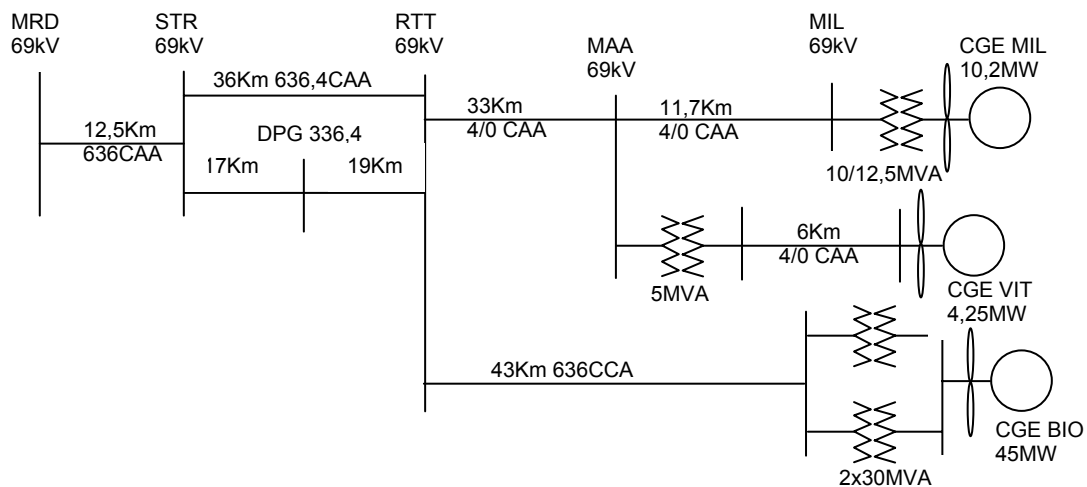 MRD
69kV
STR
69kV
RTT
69kV
MAA
69kV
MIL
69kV
CGE MIL
10,2MW
36Km 636,4CAA
12,5Km
636CAA
DPG 336,4
17Km
19Km
33Km
4/0 CAA
11,7Km
4/0 CAA
10/12,5MVA
5MVA
6Km
4/0 CAA
CGE VIT
4,25MW
43Km 636CCA
2x30MVA
CGE BIO
45MW